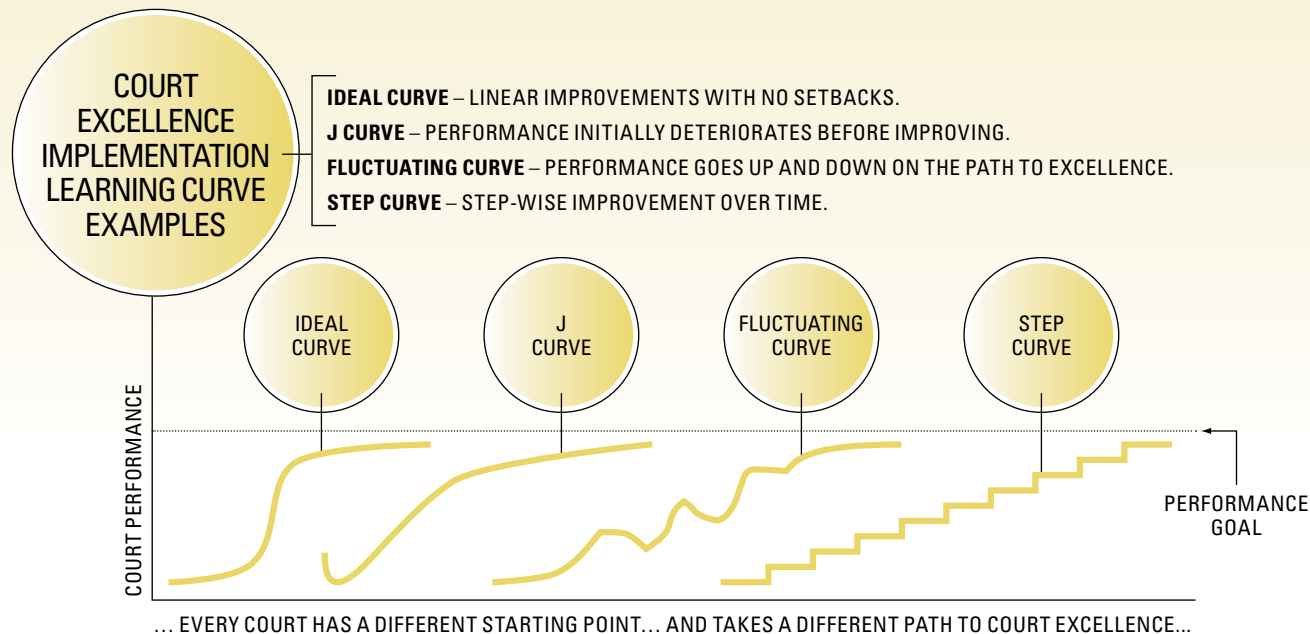 COURT
EXCELLENCE
IMPLEMENTATION
LEARNING CURVE
EXAMPLES
IDEAL CURVE – LINEAR IMPROVEMENTS WITH NO SETBACKS.
J CURVE – PERFORMANCE INITIALLY DETERIORATES BEFORE IMPROVING.
FLUCTUATING CURVE – PERFORMANCE GOES UP AND DOWN ON THE PATH TO EXCELLENCE.
STEP CURVE – STEP-WISE IMPROVEMENT OVER TIME.
IDEAL
CURVE
J
CURVE
FLUCTUATING
CURVE
STEP
CURVE
COURT PERFORMANCE
PERFORMANCE
GOAL
... EVERY COURT HAS A DIFFERENT STARTING POINT... AND TAKES A DIFFERENT PATH TO COURT EXCELLENCE...